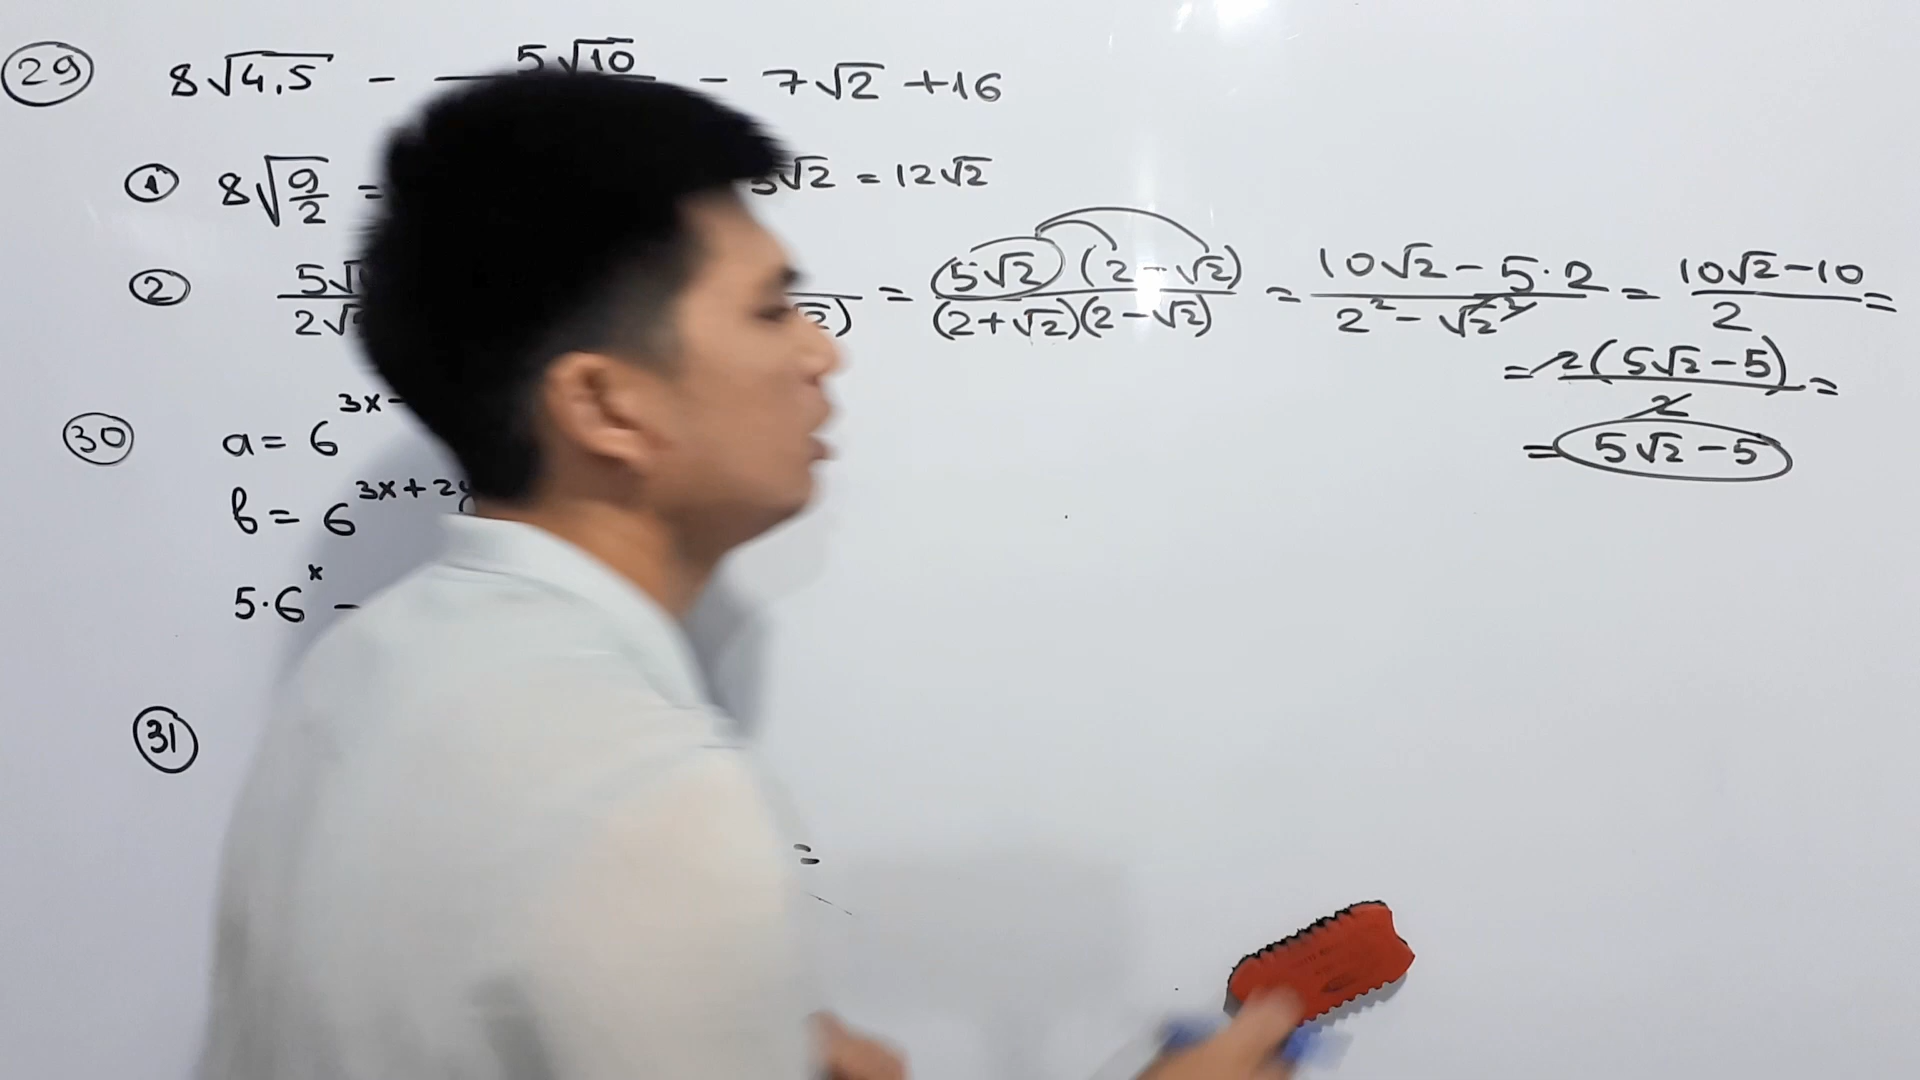 29 8√4,5 - 5√10 - 7√2 + 16
1 8√(9/2) = 3√2 = 12√2
2 5√ / 2√ √2) = 5√2(2-√2) / (2+√2)(2-√2) = 10√2 - 5·2 / 2² - √2² = 10√2 - 10 / 2 =
= 2(5√2 - 5) / 2 =
= 5√2 - 5
30 a = 6^3x-
b = 6^3x+2y
5·6^x -
31
=